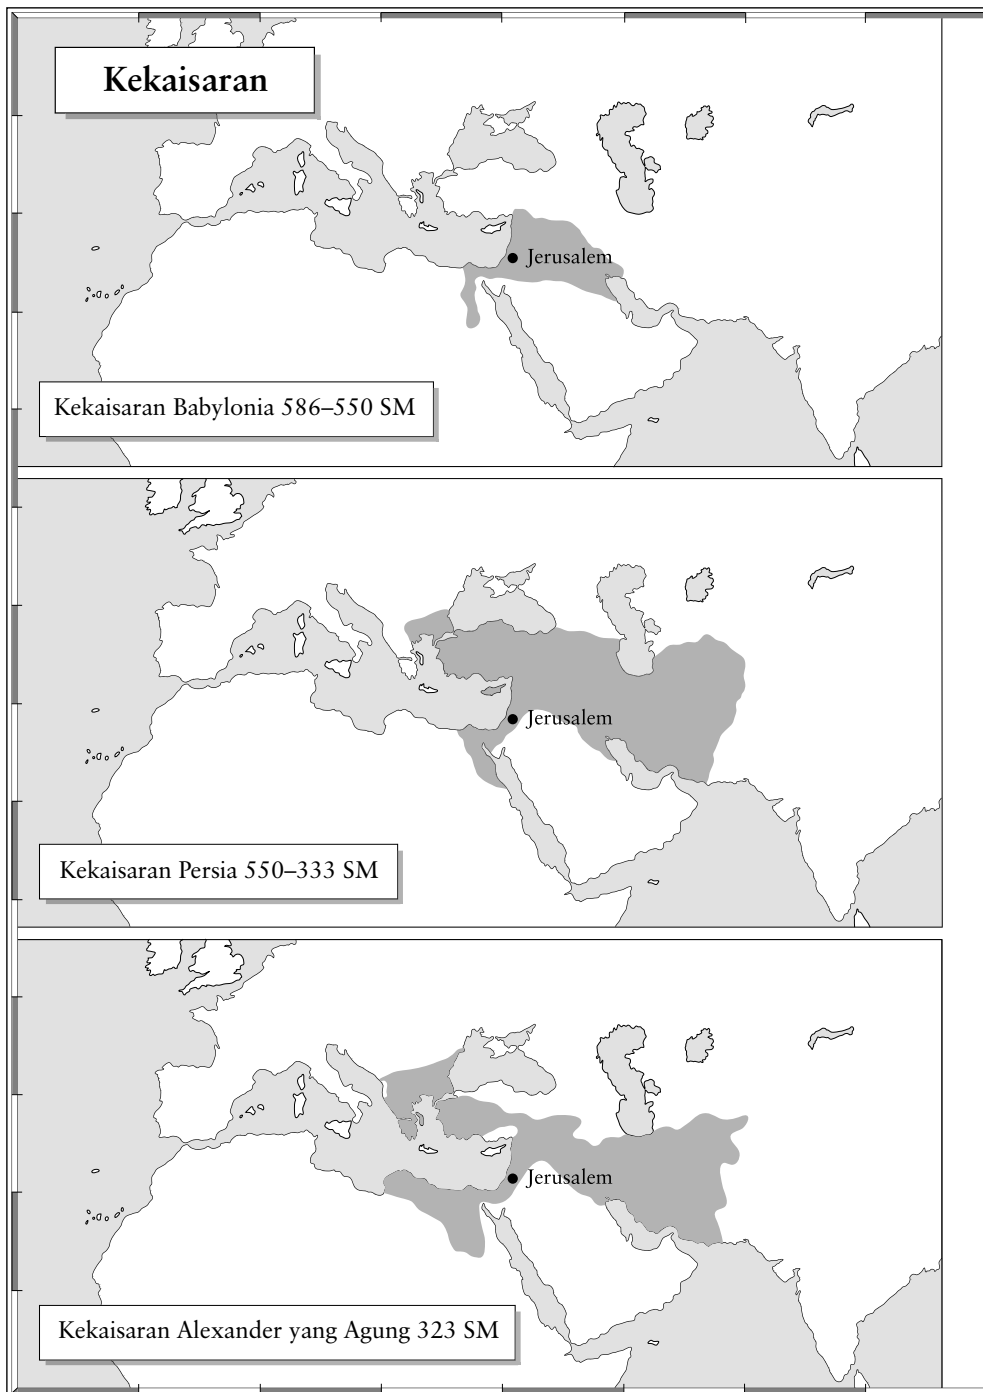 Kekaisaran
Jerusalem
Kekaisaran Babylonia 586–550 SM
Jerusalem
Kekaisaran Persia 550–333 SM
Jerusalem
Kekaisaran Alexander yang Agung 323 SM